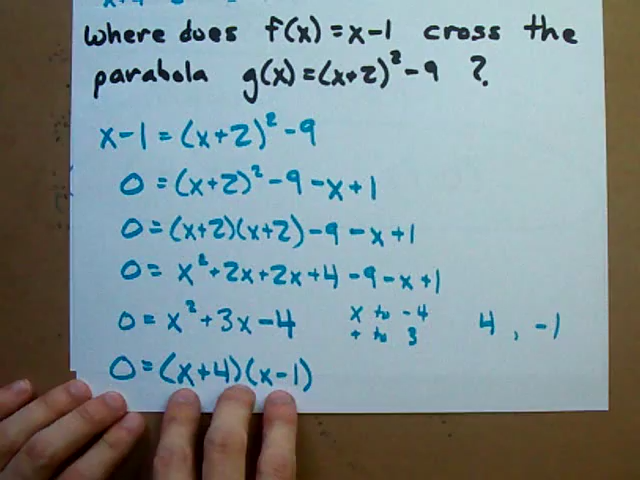 where does f(x)=x-1 cross the
parabola g(x)=(x+2)²-9 ?
x-1=(x+2)²-9
0=(x+2)²-9-x+1
0=(x+2)(x+2)-9-x+1
0=x²+2x+2x+4-9-x+1
0=x²+3x-4
x to -4
+ to 3
4, -1
0=(x+4)(x-1)